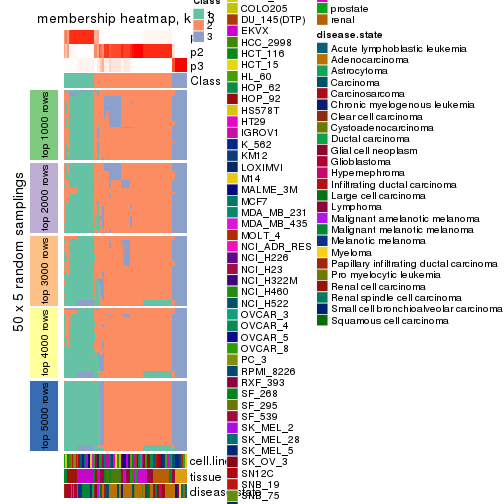 membership heatmap, k = 3
p2
p3
Class
Class
1
2
3
50 x 5 random samplings
top 1000 rows
top 2000 rows
top 3000 rows
top 4000 rows
top 5000 rows
cell.line
tissue
disease.state
COLO205
DU_145(DTP)
EKVX
HCC_2998
HCT_116
HCT_15
HL_60
HOP_62
HOP_92
HS578T
HT29
IGROV1
K_562
KM12
LOXIMVI
M14
MALME_3M
MCF7
MDA_MB_231
MDA_MB_435
MOLT_4
NCI_ADR_RES
NCI_H226
NCI_H23
NCI_H322M
NCI_H460
NCI_H522
OVCAR_3
OVCAR_4
OVCAR_5
OVCAR_8
PC_3
RPMI_8226
RXF_393
SF_268
SF_295
SF_539
SK_MEL_2
SK_MEL_28
SK_MEL_5
SK_OV_3
SN12C
SNB_19
SNB_75
prostate
renal
disease.state
Acute lymphoblastic leukemia
Adenocarcinoma
Astrocytoma
Carcinoma
Carcinosarcoma
Chronic myelogenous leukemia
Clear cell carcinoma
Cystoadenocarcinoma
Ductal carcinoma
Glial cell neoplasm
Glioblastoma
Hypernephroma
Infiltrating ductal carcinoma
Large cell carcinoma
Lymphoma
Malignant amelanotic melanoma
Malignant melanotic melanoma
Melanotic melanoma
Myeloma
Papillary infiltrating ductal carcinoma
Pro myelocytic leukemia
Renal cell carcinoma
Renal spindle cell carcinoma
Small cell bronchioalveolar carcinoma
Squamous cell carcinoma